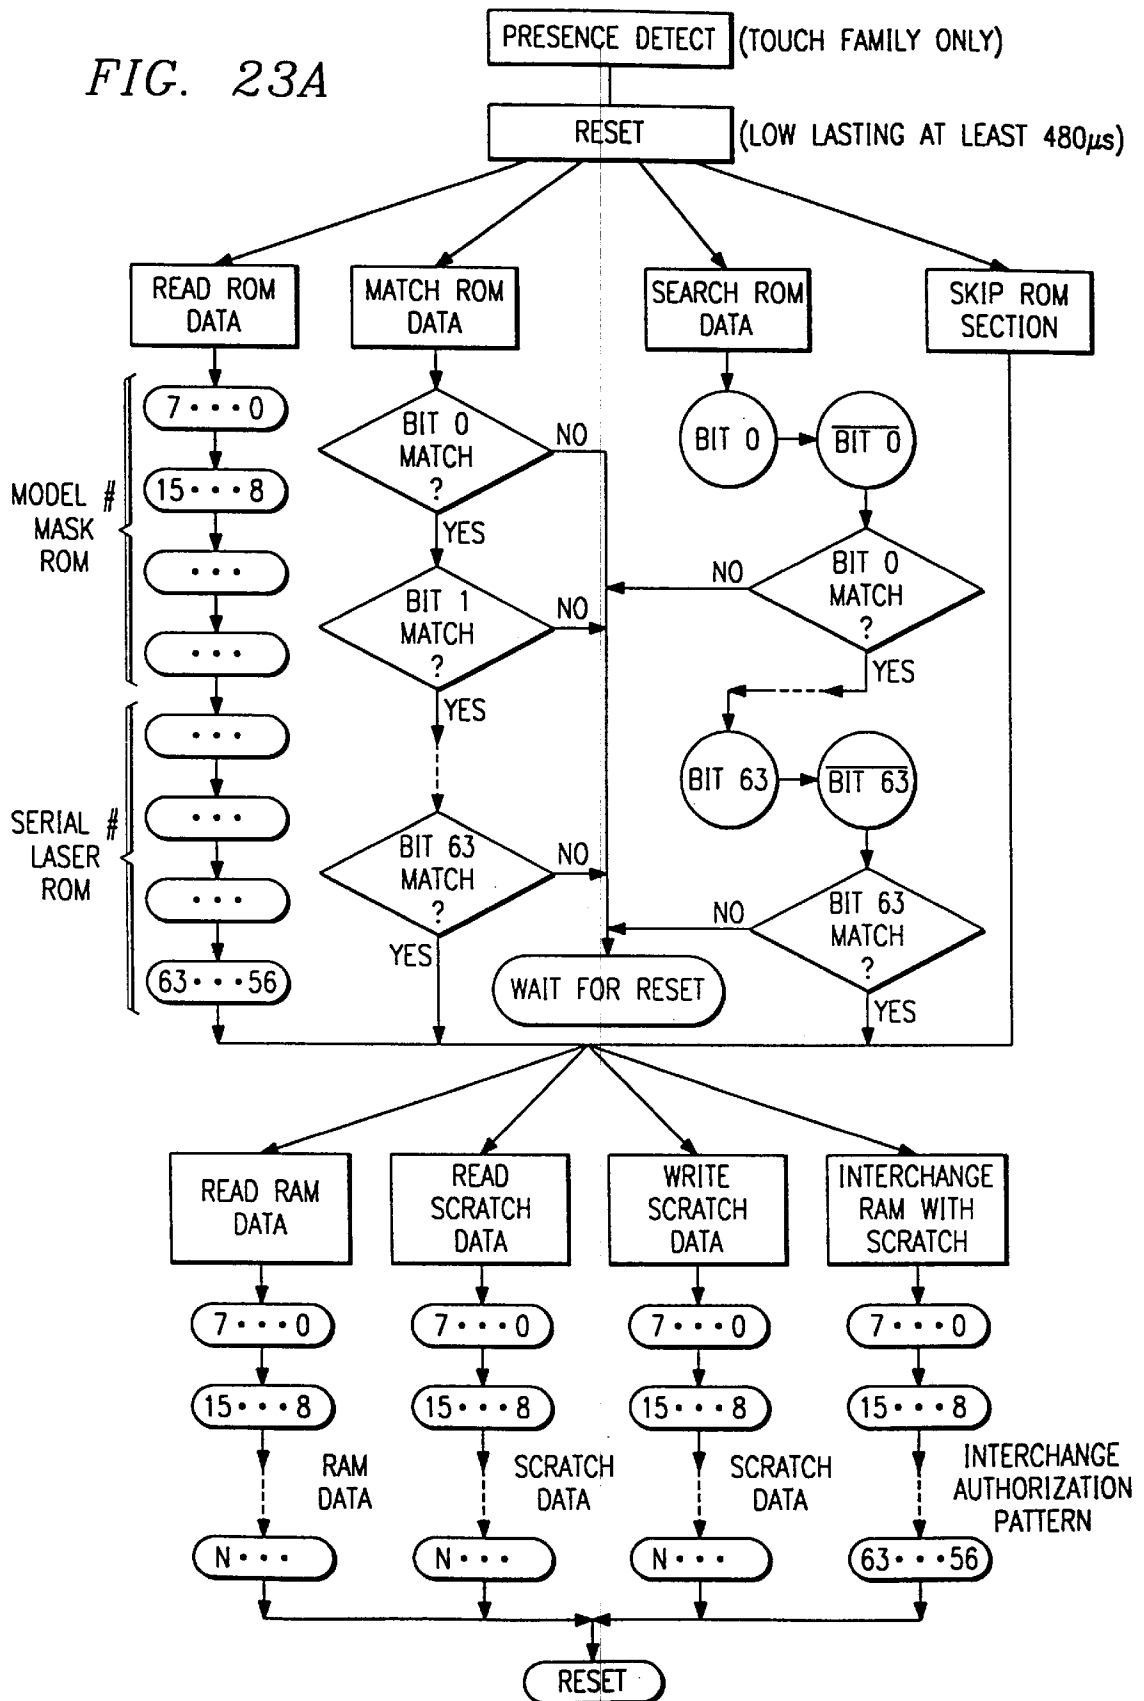 FIG. 23A
PRESENCE DETECT
(TOUCH FAMILY ONLY)
RESET
(LOW LASTING AT LEAST 480μs)
READ ROM
DATA
MATCH ROM
DATA
SEARCH ROM
DATA
SKIP ROM
SECTION
MODEL #
MASK
ROM
7・・・0
15・・・8
・・・
・・・
SERIAL #
LASER
ROM
・・・
・・・
・・・
63・・・56
BIT 0
MATCH
?
NO
YES
BIT 1
MATCH
?
NO
YES
BIT 63
MATCH
?
NO
YES
BIT 0
B̅I̅T̅ ̅0̅
BIT 0
MATCH
?
NO
YES
BIT 63
B̅I̅T̅ ̅6̅3̅
BIT 63
MATCH
?
NO
YES
WAIT FOR RESET
READ RAM
DATA
7・・・0
15・・・8
RAM
DATA
N・・・
READ
SCRATCH
DATA
7・・・0
15・・・8
SCRATCH
DATA
N・・・
WRITE
SCRATCH
DATA
7・・・0
15・・・8
SCRATCH
DATA
N・・・
INTERCHANGE
RAM WITH
SCRATCH
7・・・0
15・・・8
INTERCHANGE
AUTHORIZATION
PATTERN
63・・・56
RESET